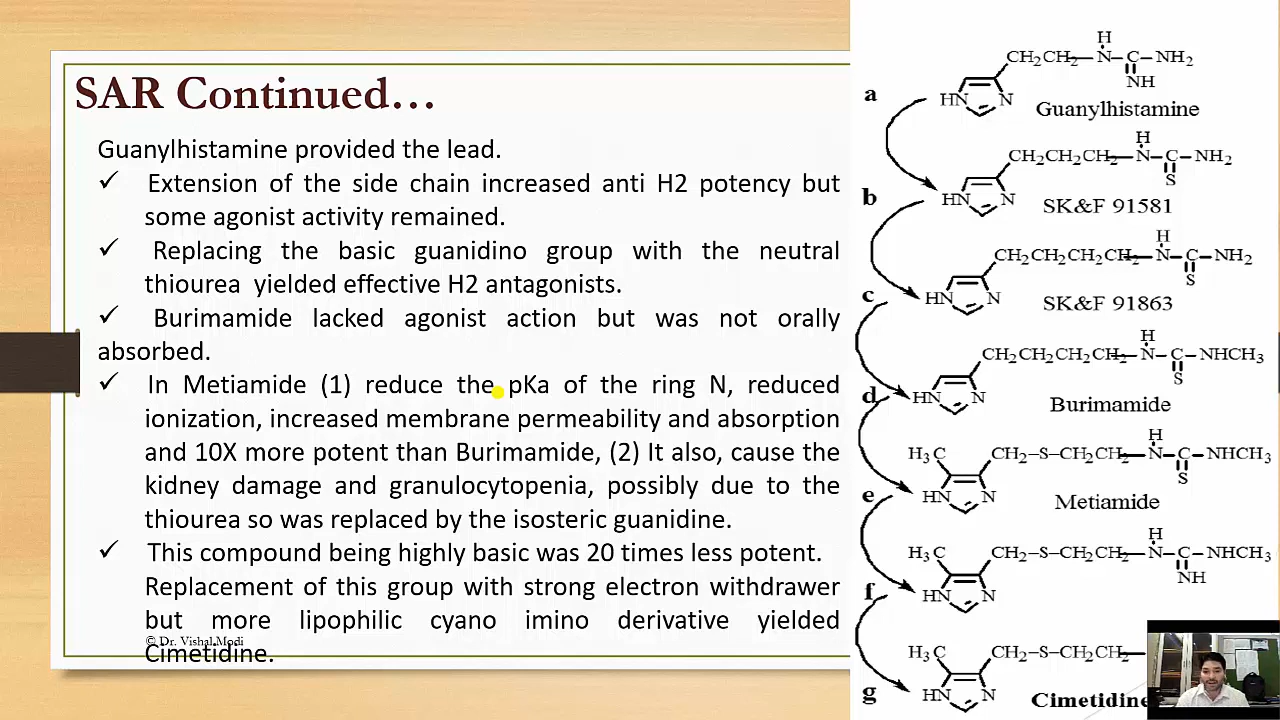 SAR Continued…
Guanylhistamine provided the lead.
✓ Extension of the side chain increased anti H2 potency but
some agonist activity remained.
✓ Replacing the basic guanidino group with the neutral
thiourea yielded effective H2 antagonists.
✓ Burimamide lacked agonist action but was not orally
absorbed.
✓ In Metiamide (1) reduce the pKa of the ring N, reduced
ionization, increased membrane permeability and absorption
and 10X more potent than Burimamide, (2) It also, cause the
kidney damage and granulocytopenia, possibly due to the
thiourea so was replaced by the isosteric guanidine.
✓ This compound being highly basic was 20 times less potent.
Replacement of this group with strong electron withdrawer
but more lipophilic cyano imino derivative yielded
© Dr. Vishal Modi
Cimetidine.
H
CH2CH2—N—C—NH2
NH
a
HN N
Guanylhistamine
H
CH2CH2CH2—N—C—NH2
S
b
HN N
SK&F 91581
H
CH2CH2CH2CH2—N—C—NH2
S
c
HN N
SK&F 91863
H
CH2CH2CH2CH2—N—C—NHCH3
S
d
HN N
Burimamide
H
H3C CH2—S—CH2CH2—N—C—NHCH3
S
e
HN N
Metiamide
H
H3C CH2—S—CH2CH2—N—C—NHCH3
NH
f
HN N
H3C CH2—S—CH2CH2—
g
HN N
Cimetidine